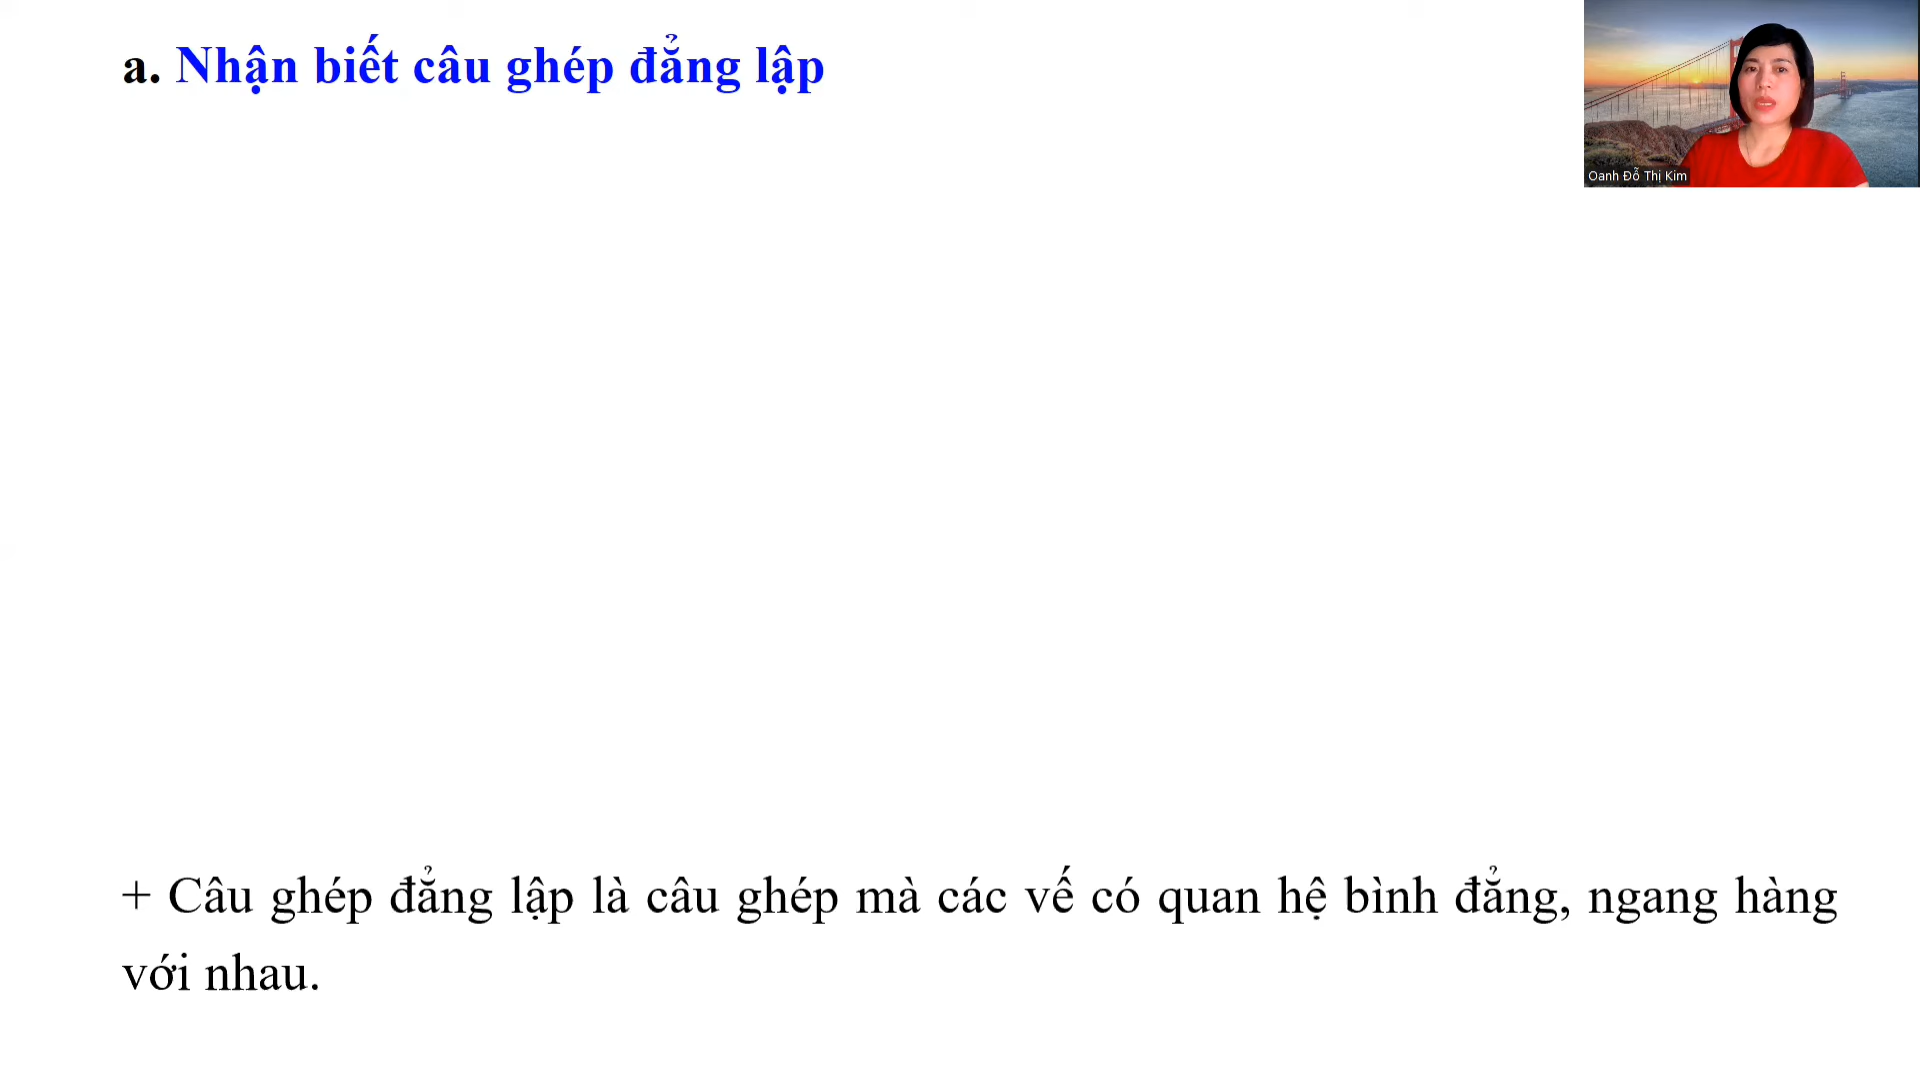 a. Nhận biết câu ghép đẳng lập
Oanh Đỗ Thị Kim
+ Câu ghép đẳng lập là câu ghép mà các vế có quan hệ bình đẳng, ngang hàng
với nhau.